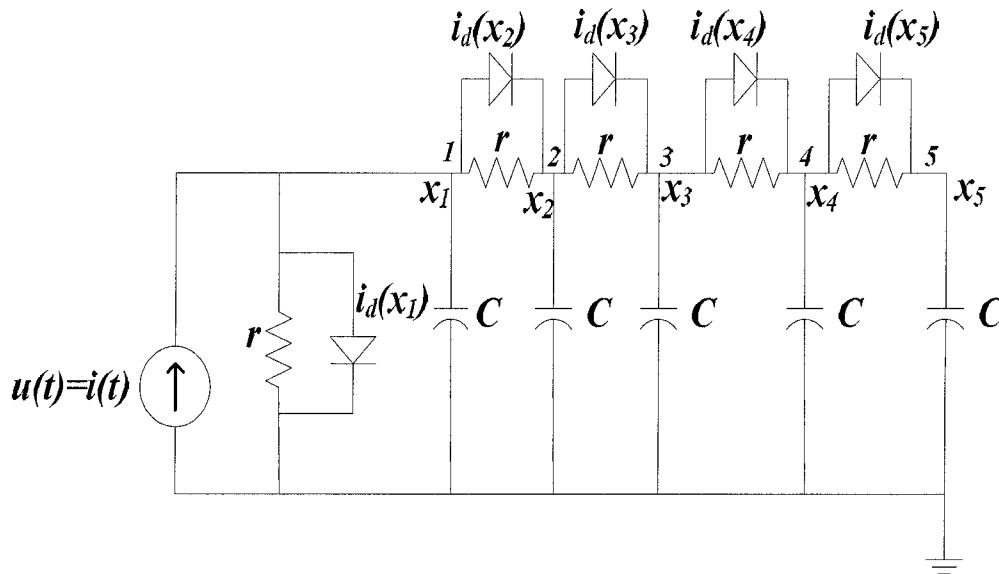 i_d(x_2) i_d(x_3) i_d(x_4) i_d(x_5)
r r r r
1 2 3 4 5
x_1 x_2 x_3 x_4 x_5
i_d(x_1)
C C C C C
r
u(t)=i(t)